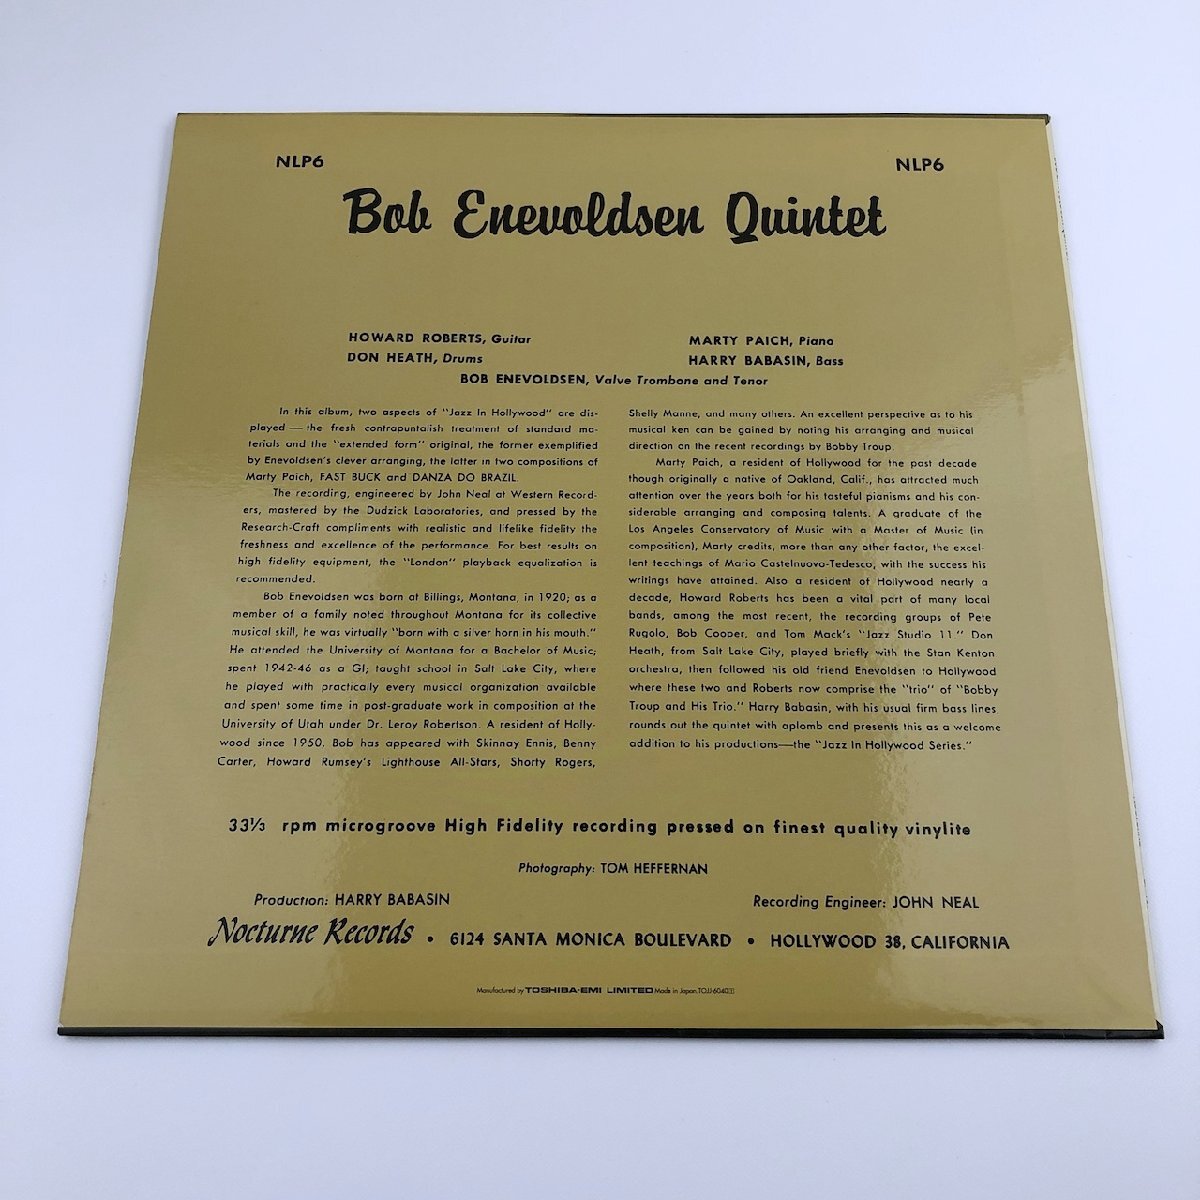 NLP6 NLP6
Bob Enevoldsen Quintet
HOWARD ROBERTS, Guitar MARTY PAICH, Piano
DON HEATH, Drums HARRY BABASIN, Bass
BOB ENEVOLDSEN, Valve Trombone and Tenor
In this album, two aspects of "Jazz In Hollywood" are dis-
played — the fresh contrapuntalish treatment of standard ma-
terials and the "extended form" original, the former exemplified
by Enevoldsen's clever arranging, the latter in two compositions of
Marty Paich, FAST BUCK and DANZA DO BRAZIL.
The recording, engineered by John Neal at Western Record-
ers, mastered by the Dudzick Laboratories, and pressed by the
Research-Craft compliments with realistic and lifelike fidelity the
freshness and excellence of the performance. For best results on
high fidelity equipment, the "London" playback equalization is
recommended.
Bob Enevoldsen was born at Billings, Montana, in 1920; as a
member of a family noted throughout Montana for its collective
musical skill, he was virtually "born with a silver horn in his mouth."
He attended the University of Montana for a Bachelor of Music;
spent 1942-46 as a GI; taught school in Salt Lake City, where
he played with practically every musical organization available
and spent some time in post-graduate work in composition at the
University of Utah under Dr. Leroy Robertson. A resident of Holly-
wood since 1950, Bob has appeared with Skinnay Ennis, Benny
Carter, Howard Rumsey's Lighthouse All-Stars, Shorty Rogers,
Shelly Manne, and many others. An excellent perspective as to his
musical ken can be gained by noting his arranging and musical
direction on the recent recordings by Bobby Troup.
Marty Paich, a resident of Hollywood for the past decade
though originally a native of Oakland, Calif., has attracted much
attention over the years both for his tasteful pianisms and his con-
siderable arranging and composing talents. A graduate of the
Los Angeles Conservatory of Music with a Master of Music (in
composition), Marty credits, more than any other factor, the excel-
lent teachings of Mario Castelnuovo-Tedesco, with the success his
writings have attained. Also a resident of Hollywood nearly a
decade, Howard Roberts has been a vital part of many local
bands, among the most recent, the recording groups of Pete
Rugolo, Bob Cooper, and Tom Mack's "Jazz Studio 11." Don
Heath, from Salt Lake City, played briefly with the Stan Kenton
orchestra, then followed his old friend Enevoldsen to Hollywood
where these two and Roberts now comprise the "trio" of "Bobby
Troup and His Trio." Harry Babasin, with his usual firm bass lines
rounds out the quintet with aplomb and presents this as a welcome
addition to his productions—the "Jazz In Hollywood Series."
33⅓ rpm microgroove High Fidelity recording pressed on finest quality vinylite
Photography: TOM HEFFERNAN
Production: HARRY BABASIN Recording Engineer: JOHN NEAL
Nocturne Records • 6124 SANTA MONICA BOULEVARD • HOLLYWOOD 38, CALIFORNIA
Manufactured by TOSHIBA-EMI LIMITED Made in Japan.TOJJ-6040